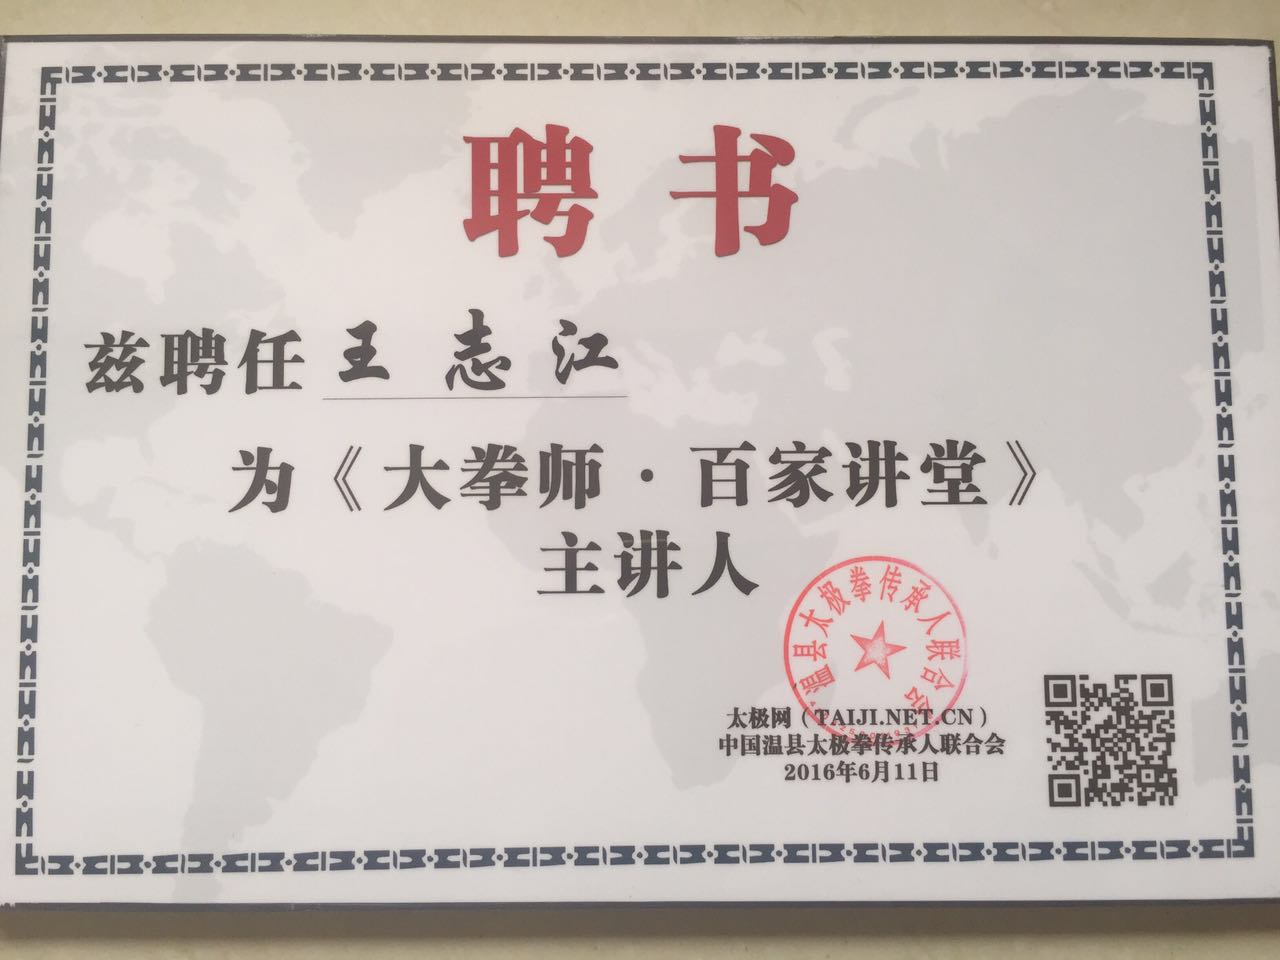 聘书
兹聘任王志江
为《大拳师·百家讲堂》
主讲人
温县太极拳传承人联合会
太极网（TAIJI.NET.CN）
中国温县太极拳传承人联合会
2016年6月11日